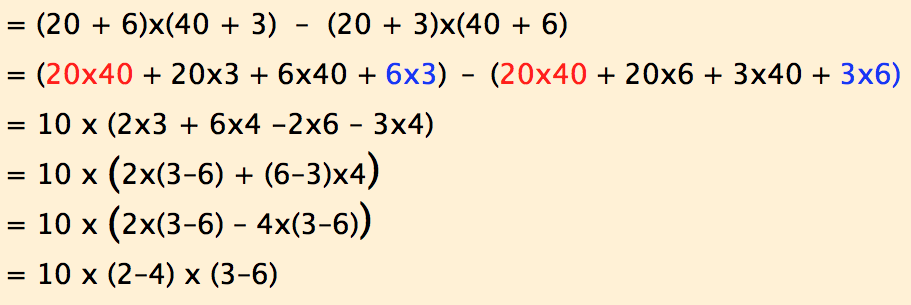 = (20 + 6)x(40 + 3) – (20 + 3)x(40 + 6)
= (20x40 + 20x3 + 6x40 + 6x3) – (20x40 + 20x6 + 3x40 + 3x6)
= 10 x (2x3 + 6x4 –2x6 – 3x4)
= 10 x (2x(3–6) + (6–3)x4)
= 10 x (2x(3–6) – 4x(3–6))
= 10 x (2–4) x (3–6)